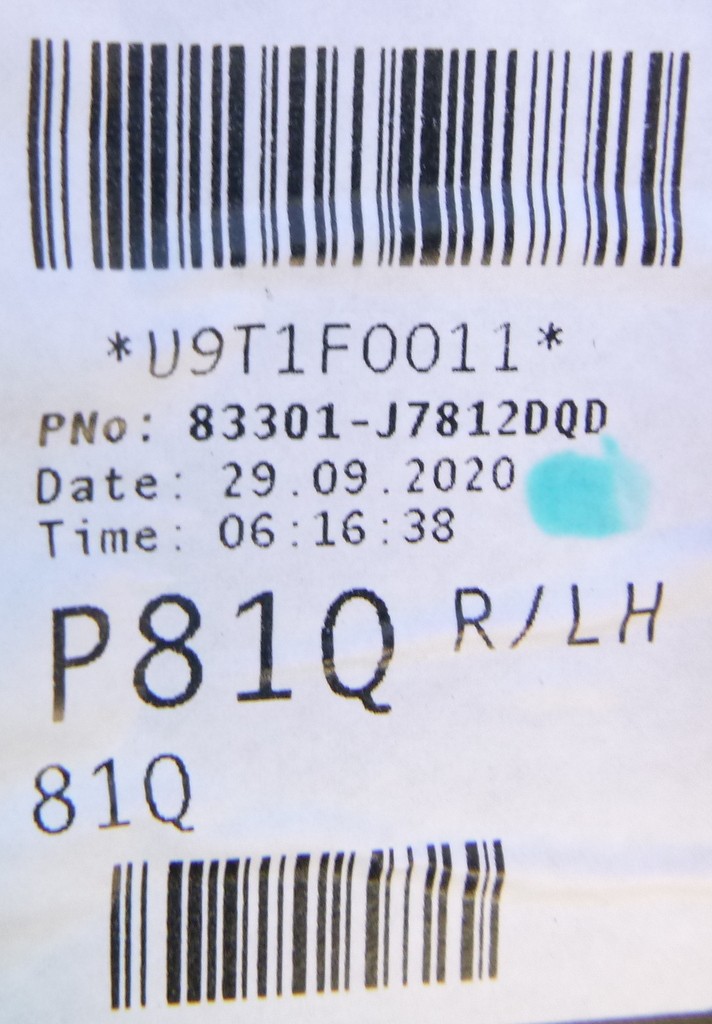 *U9T1F0011*
PNo: 83301-J7812DQD
Date: 29.09.2020
Time: 06:16:38
P81Q R/LH
81Q